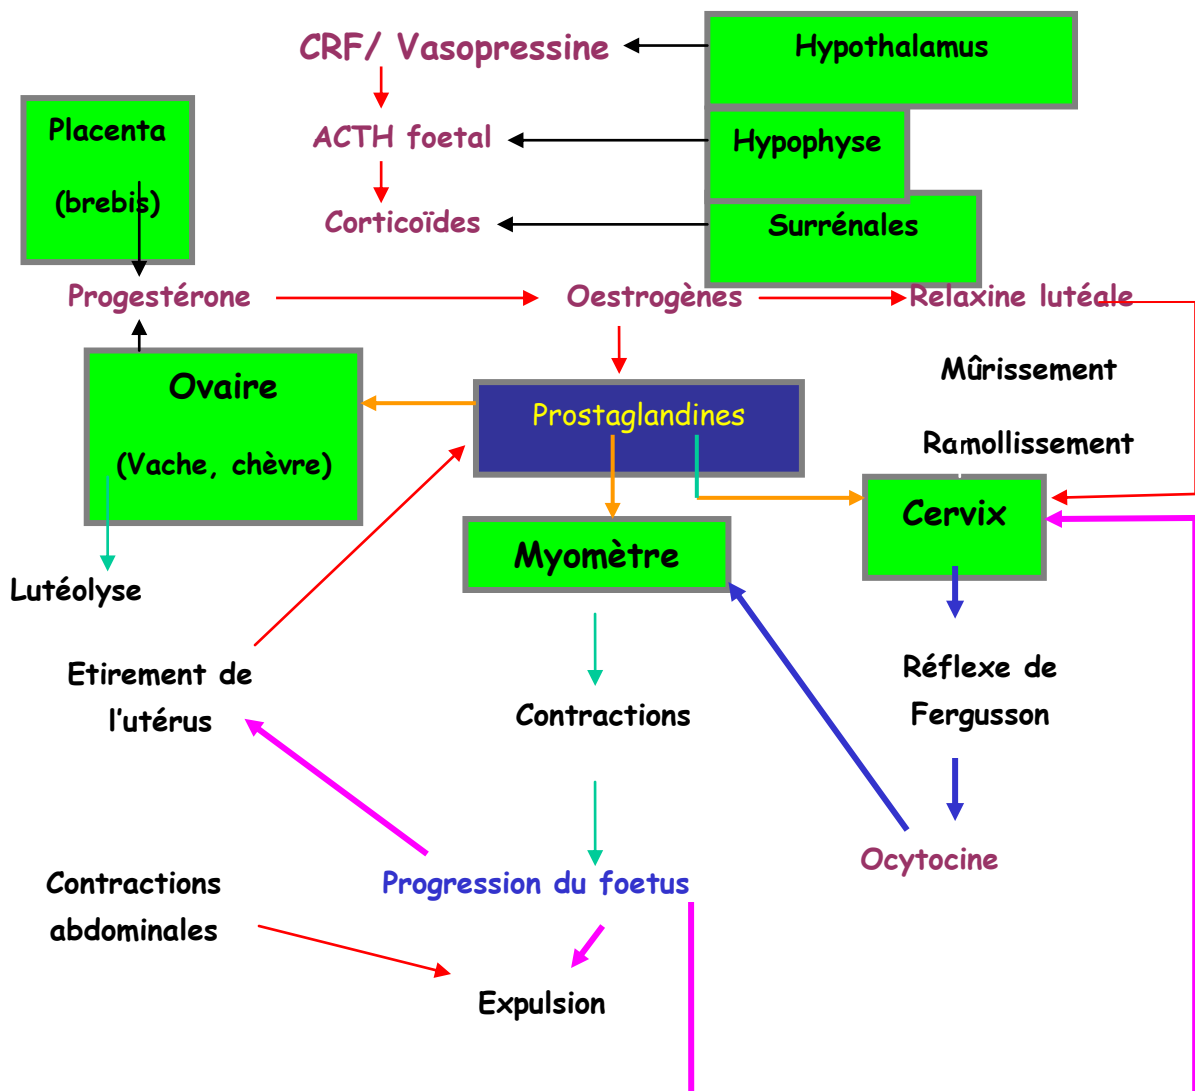 CRF/ Vasopressine
Hypothalamus
Placenta
(brebis)
ACTH foetal
Hypophyse
Corticoïdes
Surrénales
Progestérone
Oestrogènes
Relaxine lutéale
Ovaire
(Vache, chèvre)
Prostaglandines
Mûrissement
Ramollissement
Cervix
Myomètre
Lutéolyse
Etirement de
l'utérus
Contractions
Réflexe de
Fergusson
Ocytocine
Contractions
abdominales
Progression du foetus
Expulsion